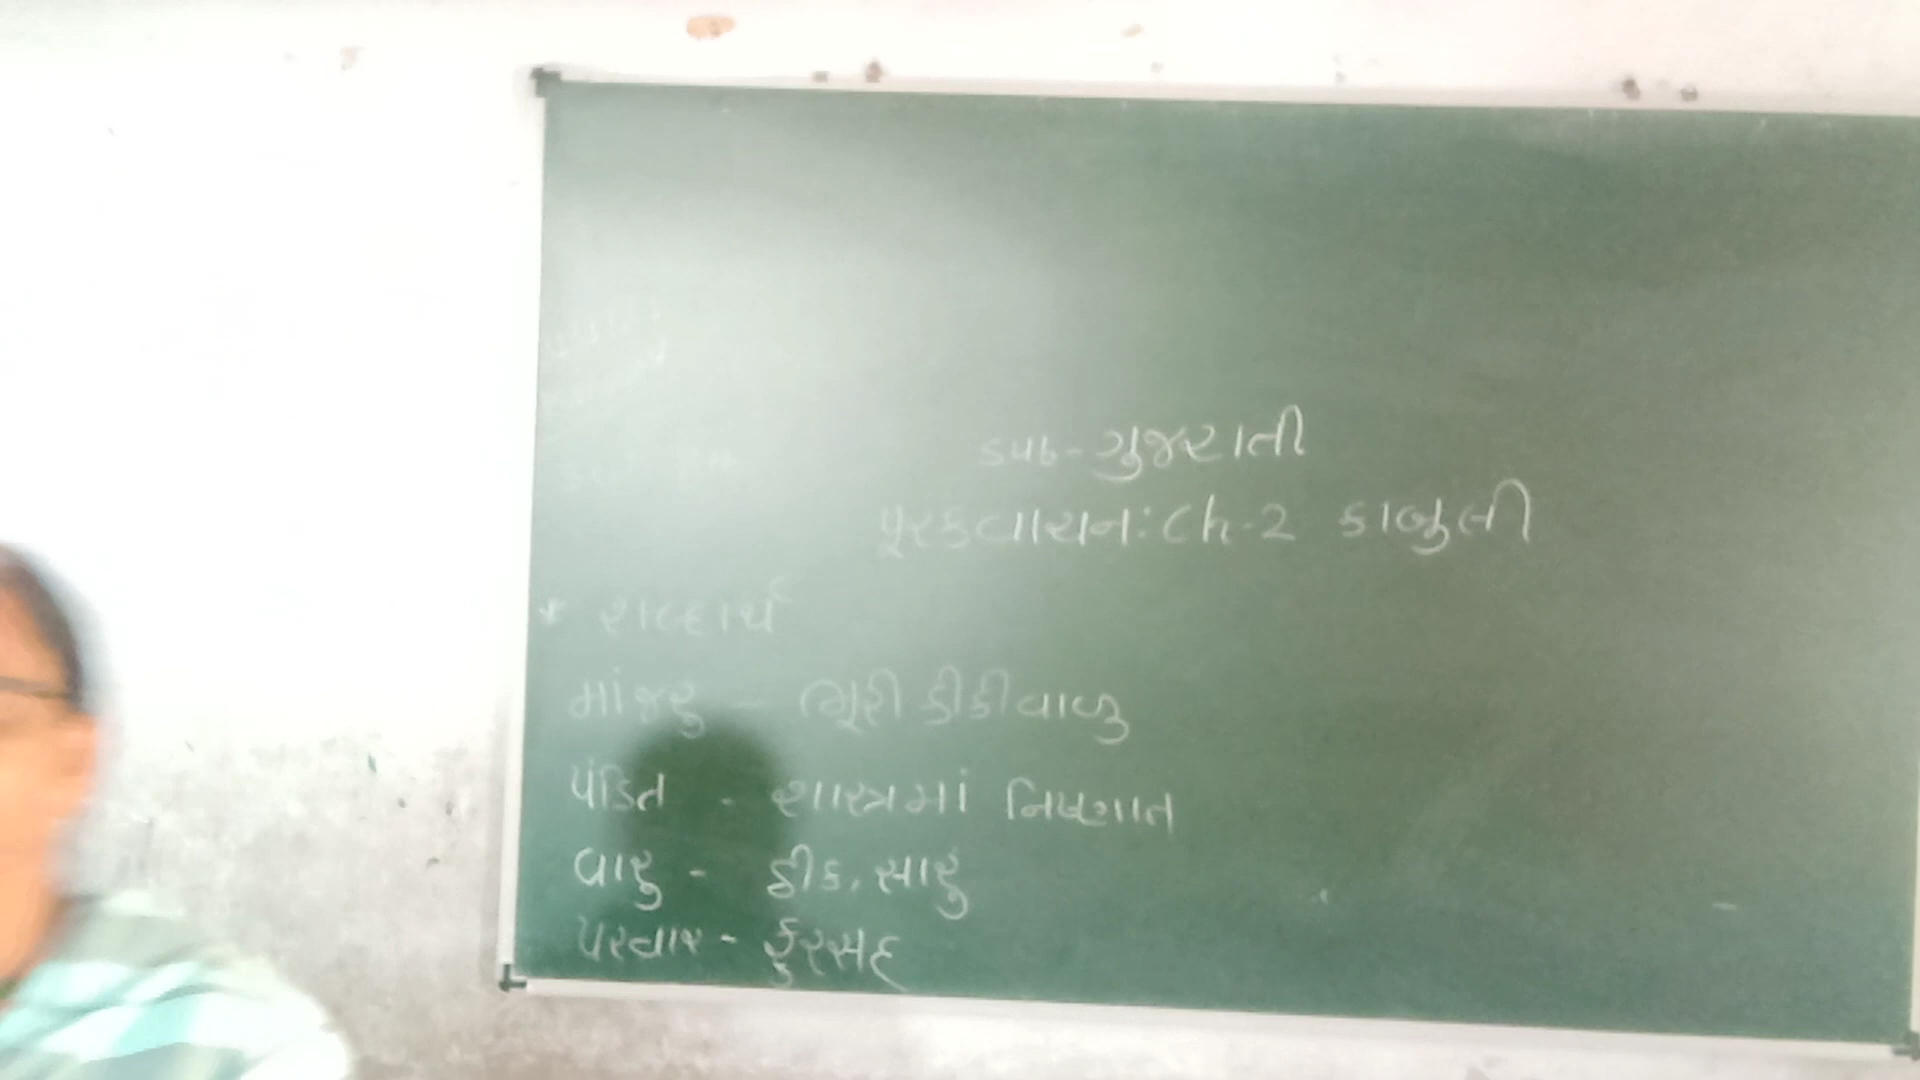 sub-ગુજરાતી
પૂરકવાચન: Ch-2 કાબુલી
* શબ્દાર્થ
માંજરુ - ભૂરી કીકીવાળુ
પંડિત - શાસ્ત્રમાં નિષ્ણાત
વારુ - ઠીક, સારું
પરવાર - ફુરસદ